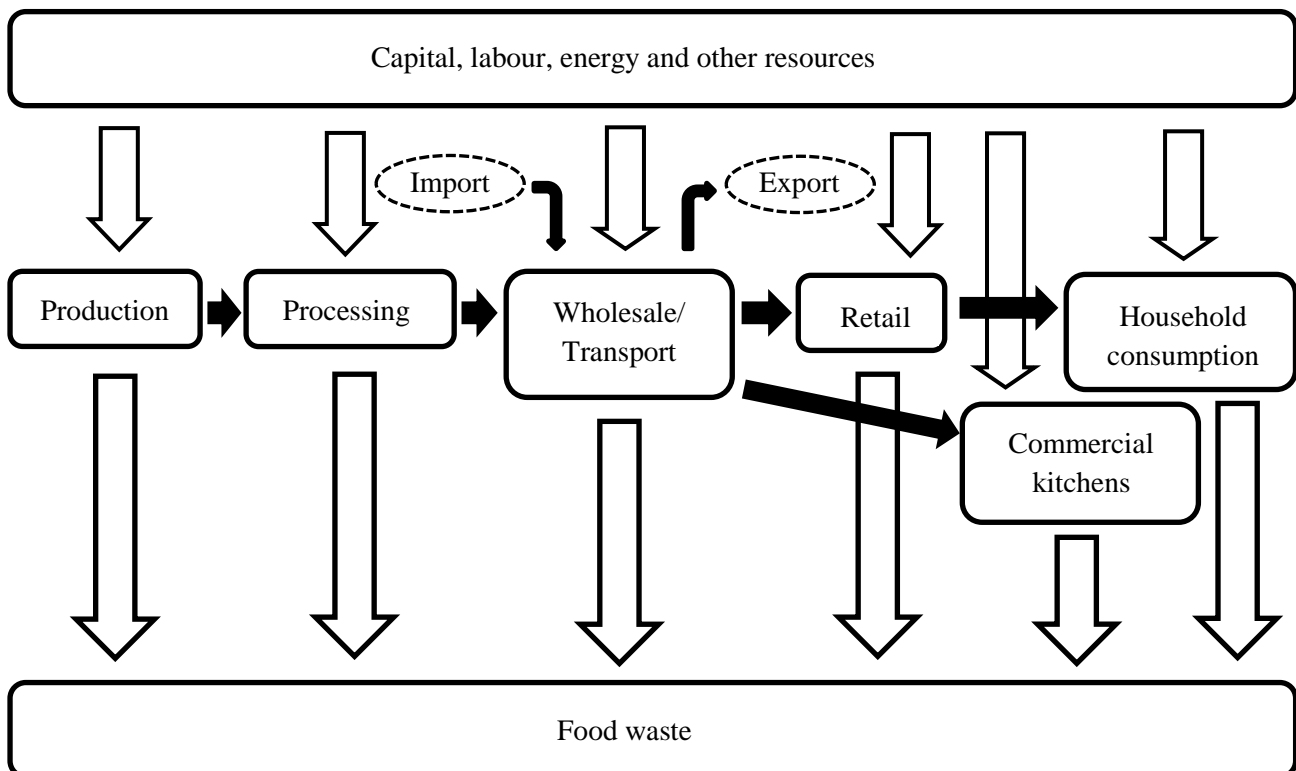 Capital, labour, energy and other resources
Import
Export
Production
Processing
Wholesale/
Transport
Retail
Household
consumption
Commercial
kitchens
Food waste